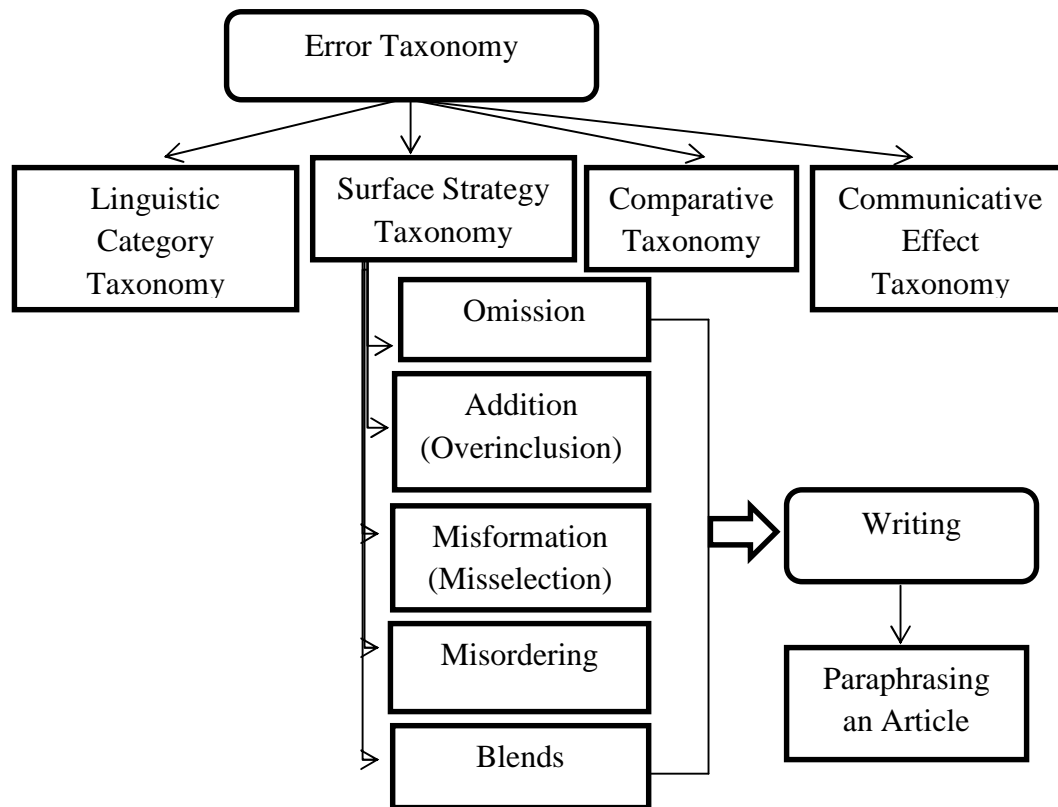 Error Taxonomy
Linguistic
Category
Taxonomy
Surface Strategy
Taxonomy
Comparative
Taxonomy
Communicative
Effect
Taxonomy
Omission
Addition
(Overinclusion)
Misformation
(Misselection)
Misordering
Blends
Writing
Paraphrasing
an Article